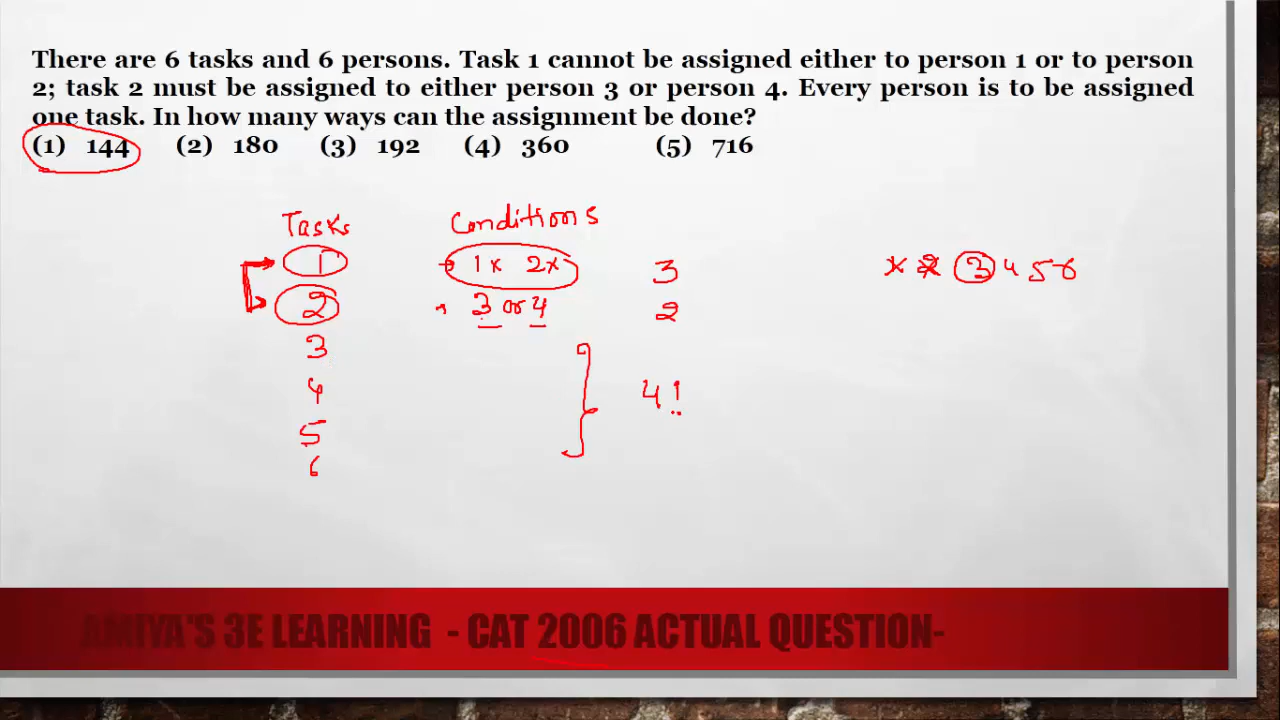 There are 6 tasks and 6 persons. Task 1 cannot be assigned either to person 1 or to person
2; task 2 must be assigned to either person 3 or person 4. Every person is to be assigned
one task. In how many ways can the assignment be done?
(1) 144 (2) 180 (3) 192 (4) 360 (5) 716
Tasks Conditions
1 1x 2x 3 1 2 3 4 5 6
2 3 or 4 2
3
4 4!
5
6
AMIYA'S 3E LEARNING - CAT 2006 ACTUAL QUESTION-